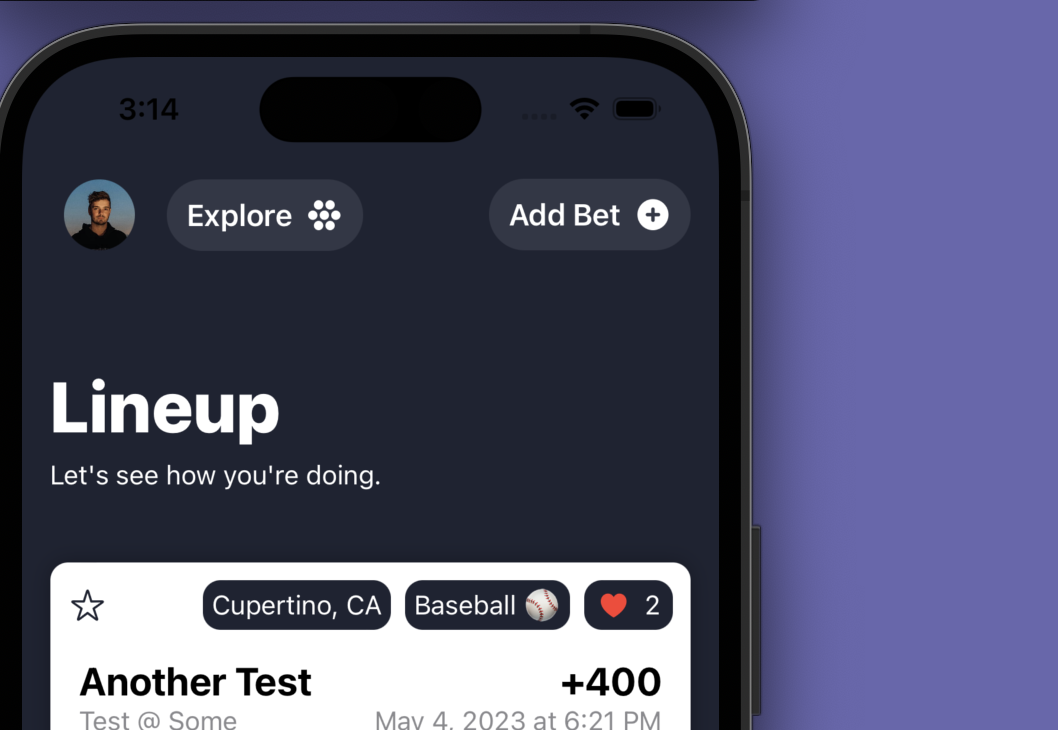 3:14
Explore Add Bet
Lineup
Let's see how you're doing.
Cupertino, CA Baseball 2
Another Test +400
Test @ Some May 4, 2023 at 6:21 PM